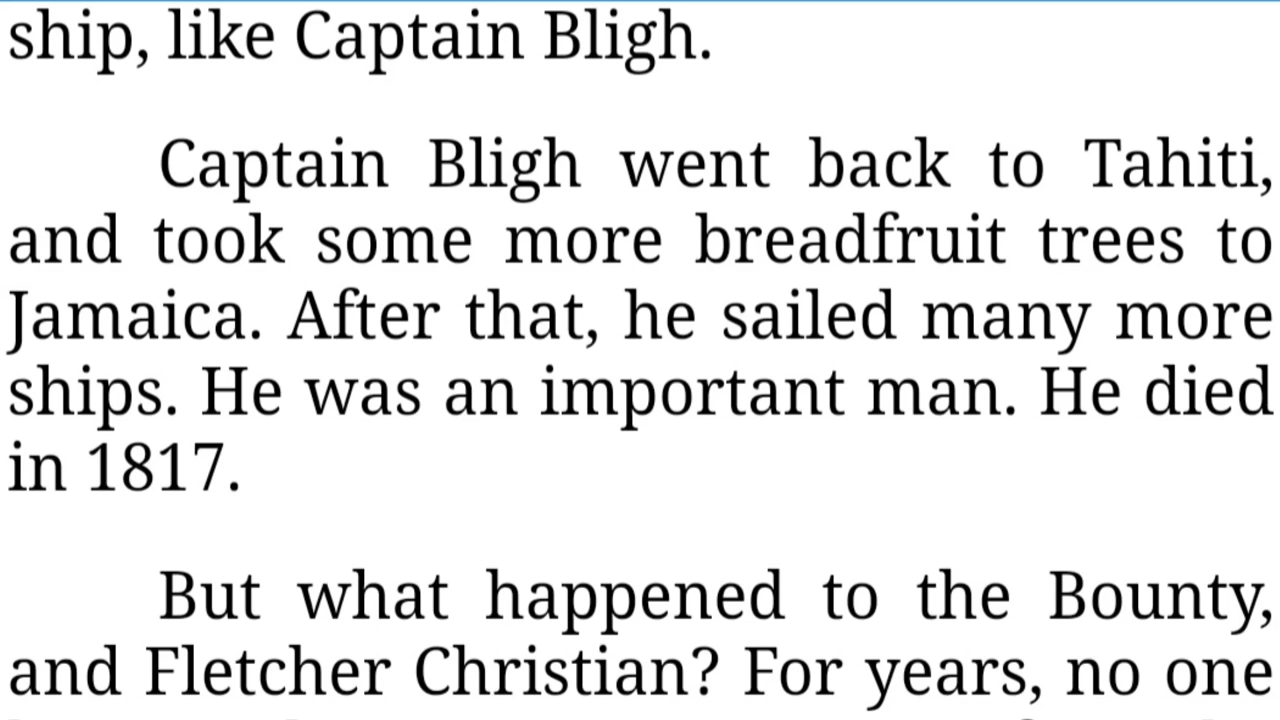 ship, like Captain Bligh.
Captain Bligh went back to Tahiti,
and took some more breadfruit trees to
Jamaica. After that, he sailed many more
ships. He was an important man. He died
in 1817.
But what happened to the Bounty,
and Fletcher Christian? For years, no one